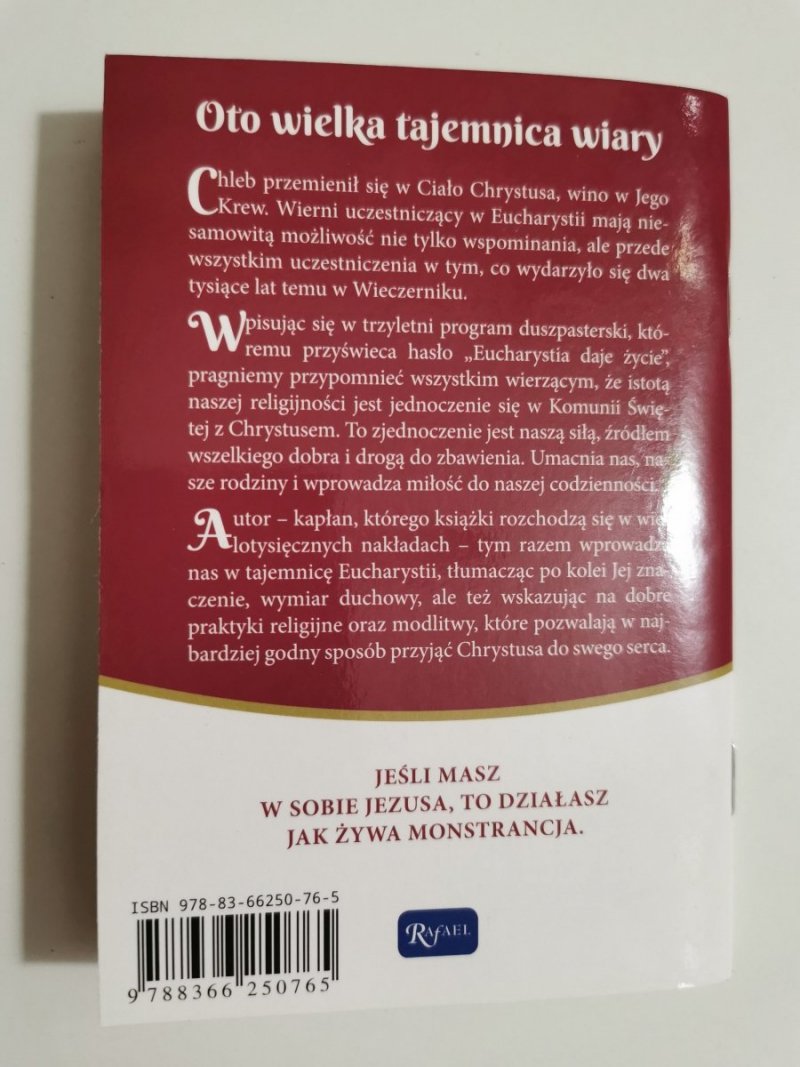 Oto wielka tajemnica wiary
Chleb przemienił się w Ciało Chrystusa, wino w Jego
Krew. Wierni uczestniczący w Eucharystii mają nie-
samowitą możliwość nie tylko wspominania, ale przede
wszystkim uczestniczenia w tym, co wydarzyło się dwa
tysiące lat temu w Wieczerniku.
Wpisując się w trzyletni program duszpasterski, któ-
remu przyświeca hasło „Eucharystia daje życie”,
pragniemy przypomnieć wszystkim wierzącym, że istotą
naszej religijności jest jednoczenie się w Komunii Świę-
tej z Chrystusem. To zjednoczenie jest naszą siłą, źródłem
wszelkiego dobra i drogą do zbawienia. Umacnia nas, na-
sze rodziny i wprowadza miłość do naszej codzienności.
Autor – kapłan, którego książki rozchodzą się w wie-
lotysięcznych nakładach – tym razem wprowadza
nas w tajemnicę Eucharystii, tłumacząc po kolei Jej zna-
czenie, wymiar duchowy, ale też wskazując na dobre
praktyki religijne oraz modlitwy, które pozwalają w naj-
bardziej godny sposób przyjąć Chrystusa do swego serca.
JEŚLI MASZ
W SOBIE JEZUSA, TO DZIAŁASZ
JAK ŻYWA MONSTRANCJA.
ISBN 978-83-66250-76-5
9 788366 250765
RAFAEL